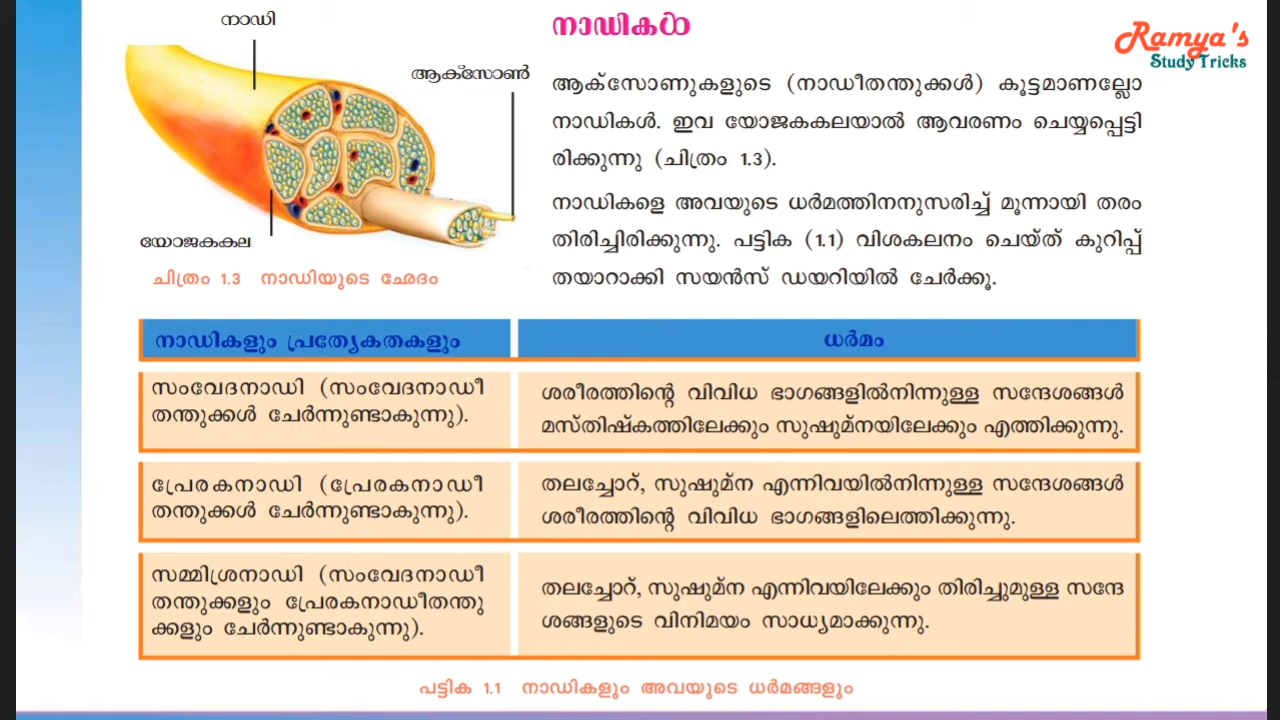 നാഡി
ആക്സോൺ
യോജകകല
ചിത്രം 1.3 നാഡിയുടെ ഛേദം
നാഡികൾ
Ramya's
Study Tricks
ആക്സോണുകളുടെ (നാഡീതന്തുക്കൾ) കൂട്ടമാണല്ലോ
നാഡികൾ. ഇവ യോജകകലയാൽ ആവരണം ചെയ്യപ്പെട്ടി
രിക്കുന്നു (ചിത്രം 1.3).
നാഡികളെ അവയുടെ ധർമത്തിനനുസരിച്ച് മൂന്നായി തരം
തിരിച്ചിരിക്കുന്നു. പട്ടിക (1.1) വിശകലനം ചെയ്ത് കുറിപ്പ്
തയാറാക്കി സയൻസ് ഡയറിയിൽ ചേർക്കൂ.
നാഡികളും പ്രത്യേകതകളും
ധർമം
സംവേദനാഡി (സംവേദനാഡീ
തന്തുക്കൾ ചേർന്നുണ്ടാകുന്നു).
ശരീരത്തിന്റെ വിവിധ ഭാഗങ്ങളിൽനിന്നുള്ള സന്ദേശങ്ങൾ
മസ്തിഷ്കത്തിലേക്കും സുഷുമ്നയിലേക്കും എത്തിക്കുന്നു.
പ്രേരകനാഡി (പ്രേരകനാഡീ
തന്തുക്കൾ ചേർന്നുണ്ടാകുന്നു).
തലച്ചോറ്, സുഷുമ്ന എന്നിവയിൽനിന്നുള്ള സന്ദേശങ്ങൾ
ശരീരത്തിന്റെ വിവിധ ഭാഗങ്ങളിലെത്തിക്കുന്നു.
സമ്മിശ്രനാഡി (സംവേദനാഡീ
തന്തുക്കളും പ്രേരകനാഡീതന്തു
ക്കളും ചേർന്നുണ്ടാകുന്നു).
തലച്ചോറ്, സുഷുമ്ന എന്നിവയിലേക്കും തിരിച്ചുമുള്ള സന്ദേ
ശങ്ങളുടെ വിനിമയം സാധ്യമാക്കുന്നു.
പട്ടിക 1.1 നാഡികളും അവയുടെ ധർമങ്ങളും